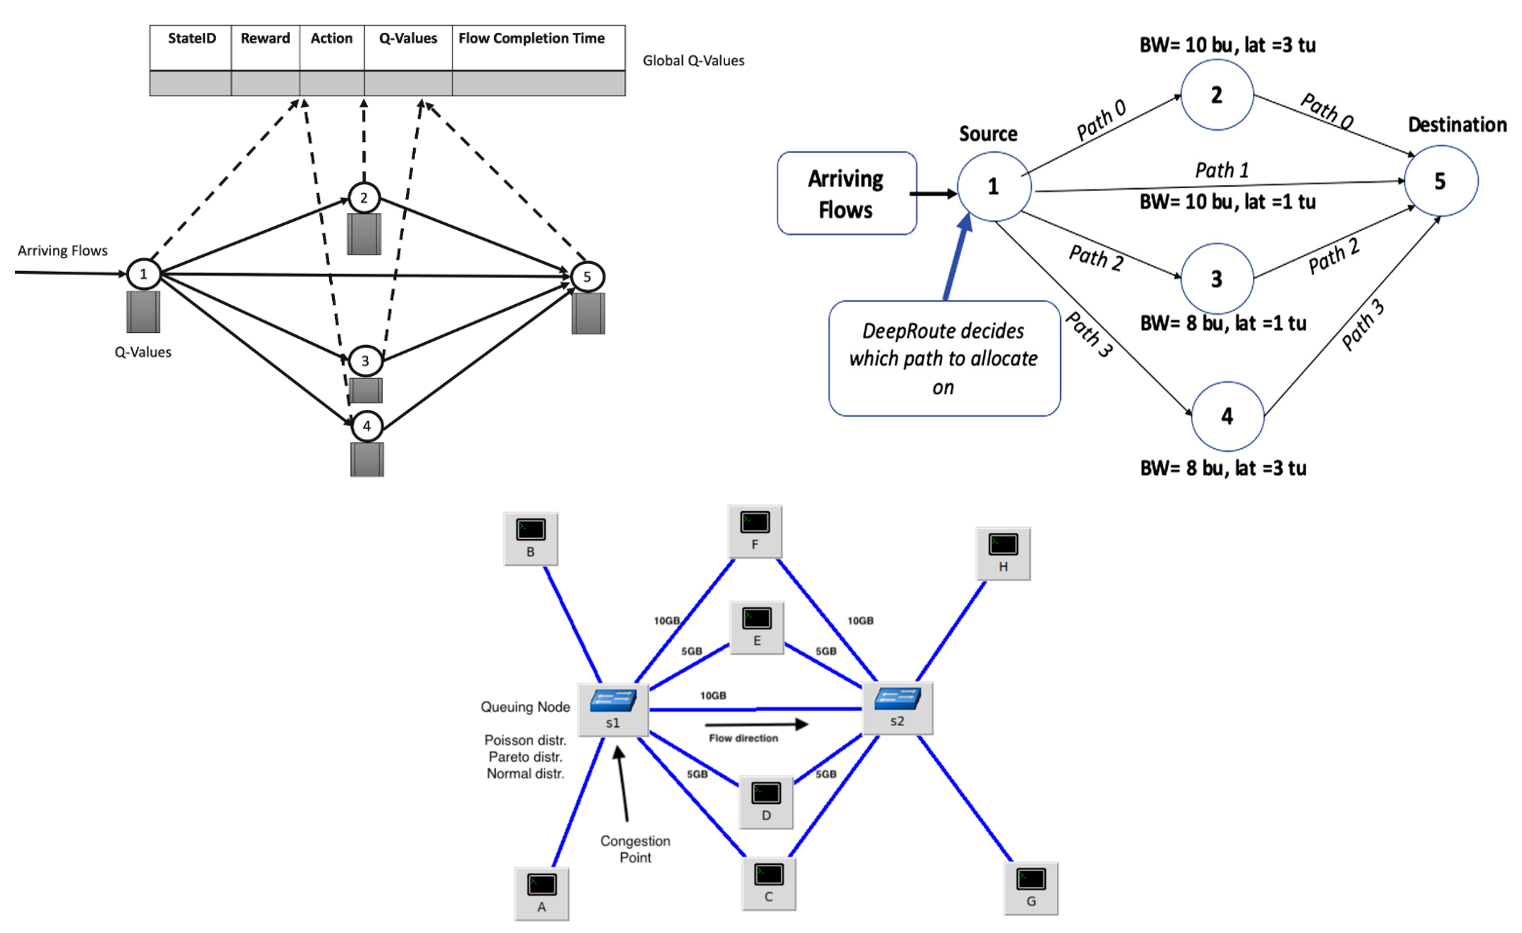 StateID Reward Action Q-Values Flow Completion Time
Global Q-Values
Arriving Flows
1
2
3
4
5
Q-Values
BW= 10 bu, lat =3 tu
2
Path 0
Path 0
Source
Destination
Arriving
Flows
1
Path 1
5
BW= 10 bu, lat =1 tu
Path 2
3
Path 2
BW= 8 bu, lat =1 tu
DeepRoute decides
which path to allocate
on
Path 3
Path 3
4
BW= 8 bu, lat =3 tu
B
F
H
10GB
10GB
E
5GB
5GB
10GB
Queuing Node
s1
s2
Flow direction
Poisson distr.
Pareto distr.
Normal distr.
5GB
5GB
D
Congestion
Point
A
C
G